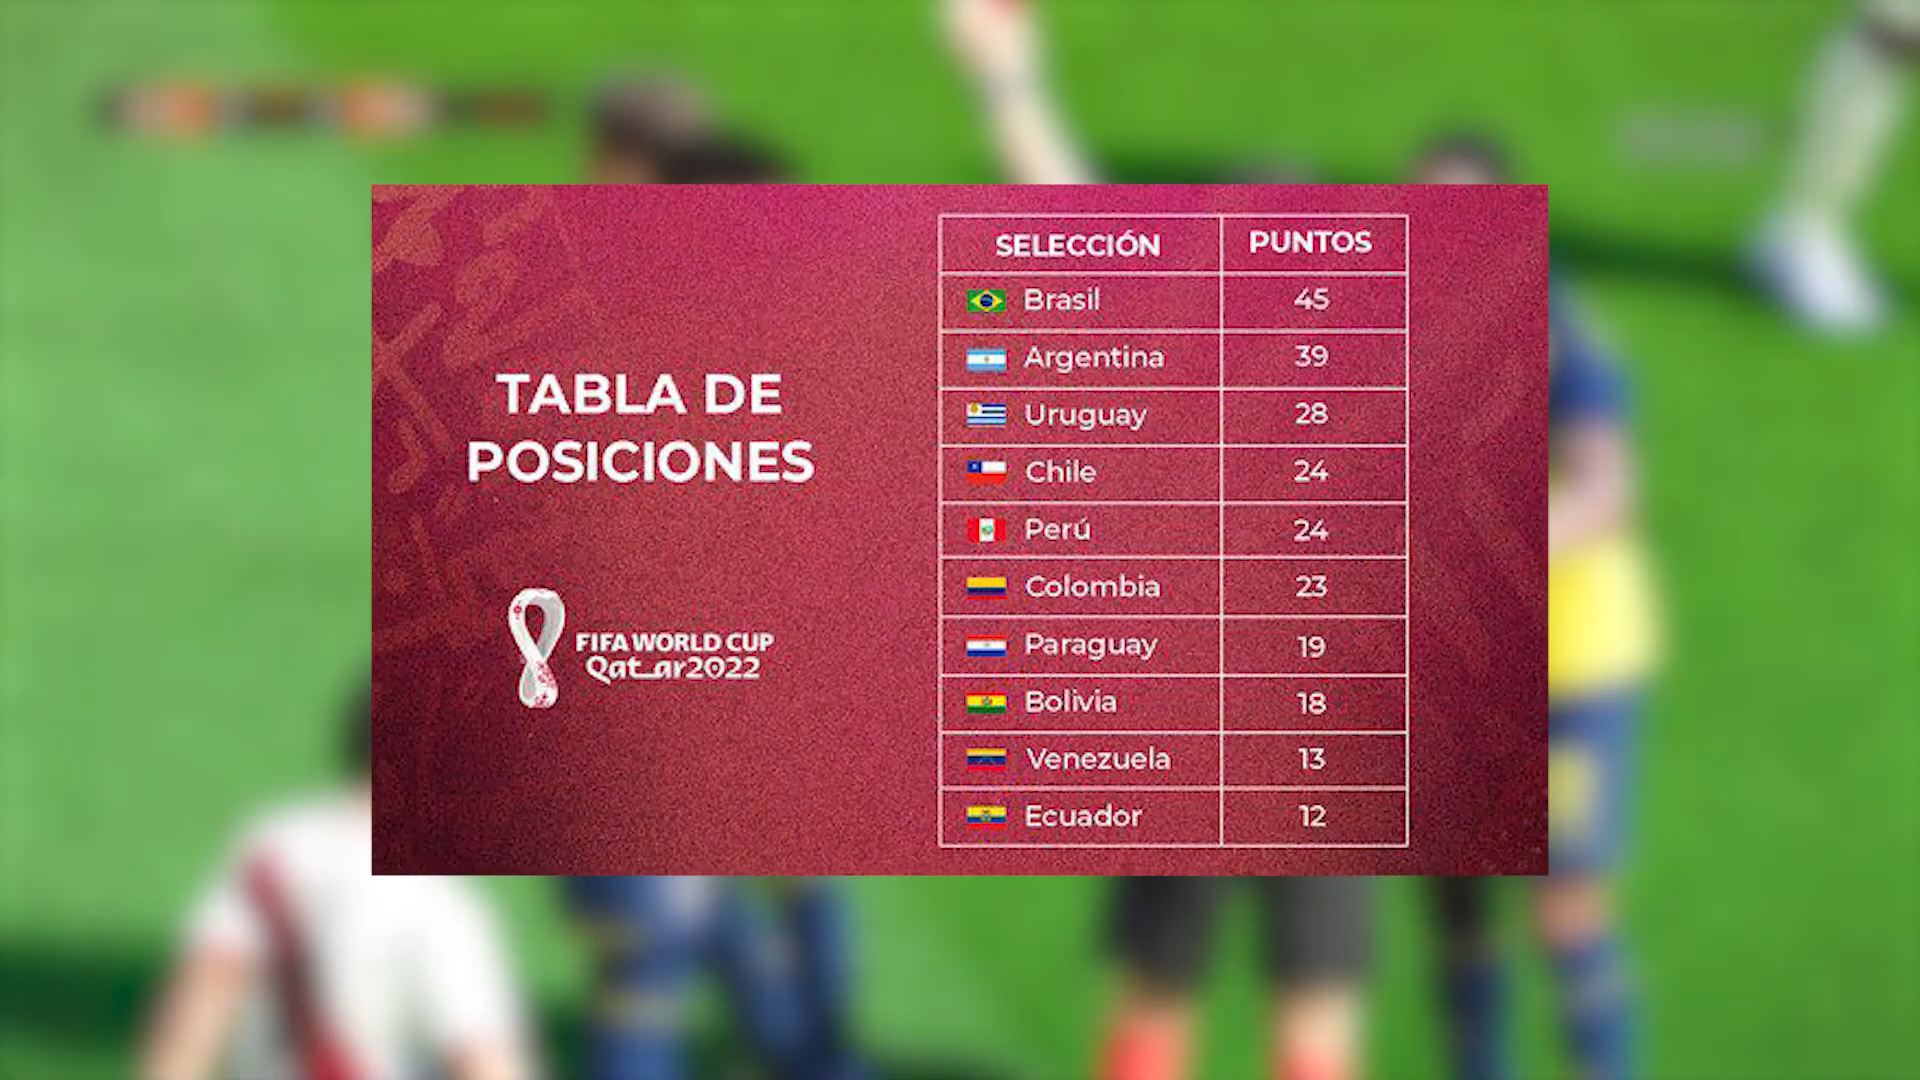 TABLA DE
POSICIONES
FIFA WORLD CUP
Qatar2022
SELECCIÓN PUNTOS
Brasil 45
Argentina 39
Uruguay 28
Chile 24
Perú 24
Colombia 23
Paraguay 19
Bolivia 18
Venezuela 13
Ecuador 12